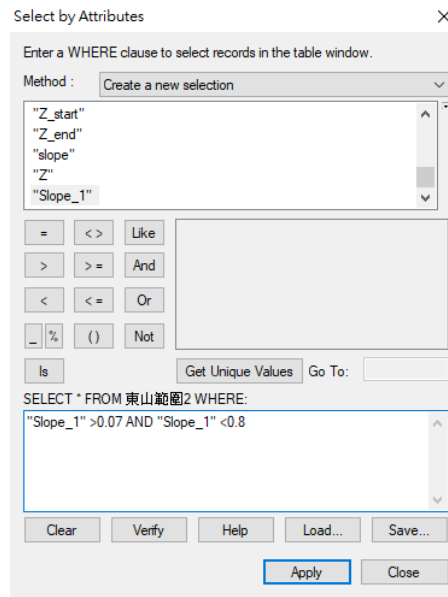 Select by Attributes
Enter a WHERE clause to select records in the table window.
Method : Create a new selection
"Z_start"
"Z_end"
"slope"
"Z"
"Slope_1"
= < > Like
> > = And
< < = Or
_ % ( ) Not
Is Get Unique Values Go To:
SELECT * FROM 東山範圍2 WHERE:
"Slope_1" >0.07 AND "Slope_1" <0.8
Clear Verify Help Load... Save...
Apply Close